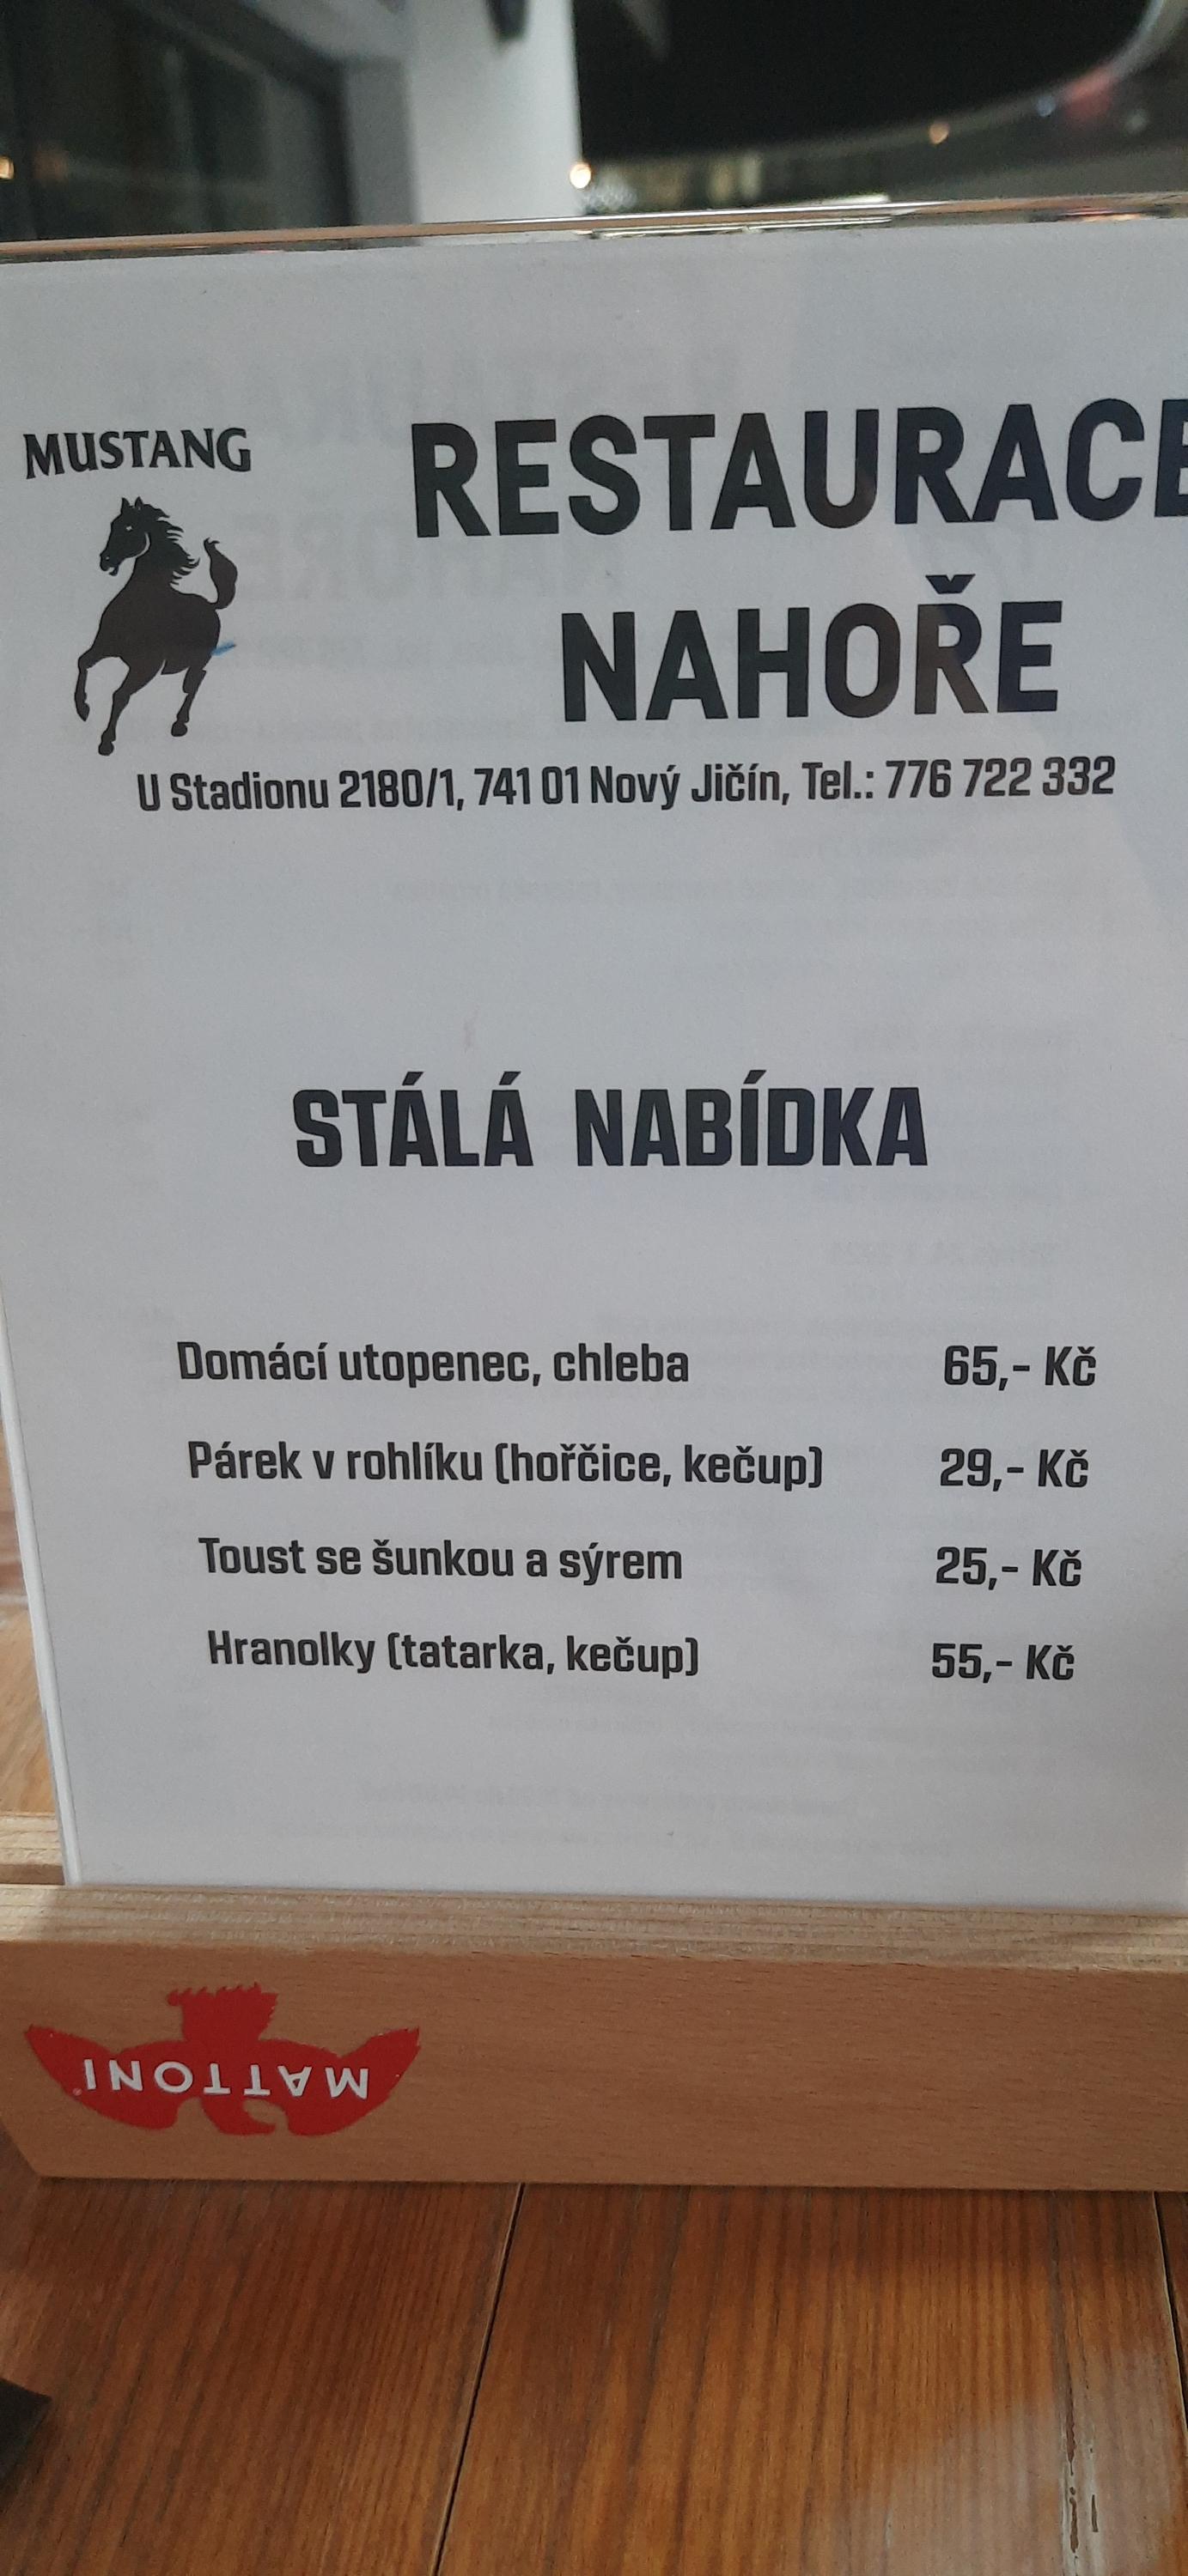 MUSTANG
RESTAURACE
NAHOŘE
U Stadionu 2180/1, 741 01 Nový Jičín, Tel.: 776 722 332
STÁLÁ NABÍDKA
Domácí utopenec, chleba 65,- Kč
Párek v rohlíku (hořčice, kečup) 29,- Kč
Toust se šunkou a sýrem 25,- Kč
Hranolky (tatarka, kečup) 55,- Kč
MATTONI